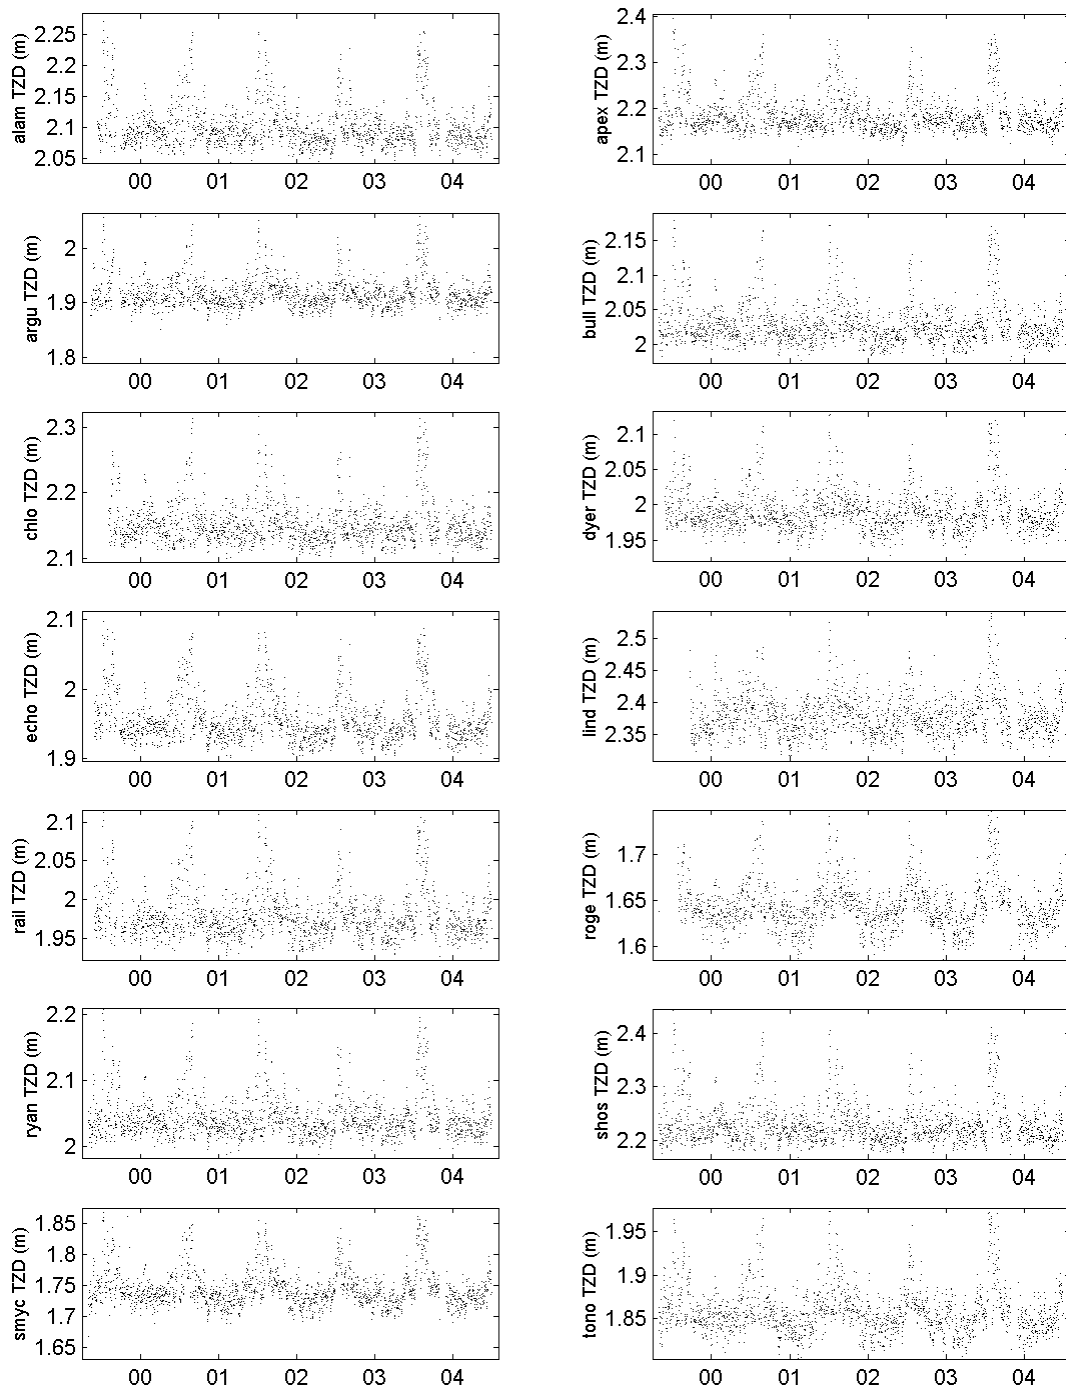 alam TZD (m)
2.25
2.2
2.15
2.1
2.05
00 01 02 03 04
apex TZD (m)
2.4
2.3
2.2
2.1
00 01 02 03 04
argu TZD (m)
2
1.9
1.8
00 01 02 03 04
bull TZD (m)
2.15
2.1
2.05
2
00 01 02 03 04
chlo TZD (m)
2.3
2.2
2.1
00 01 02 03 04
dyer TZD (m)
2.1
2.05
2
1.95
00 01 02 03 04
echo TZD (m)
2.1
2
1.9
00 01 02 03 04
lind TZD (m)
2.5
2.45
2.4
2.35
00 01 02 03 04
rail TZD (m)
2.1
2.05
2
1.95
00 01 02 03 04
roge TZD (m)
1.7
1.65
1.6
00 01 02 03 04
ryan TZD (m)
2.2
2.1
2
00 01 02 03 04
shos TZD (m)
2.4
2.3
2.2
00 01 02 03 04
smyc TZD (m)
1.85
1.8
1.75
1.7
1.65
00 01 02 03 04
tono TZD (m)
1.95
1.9
1.85
00 01 02 03 04